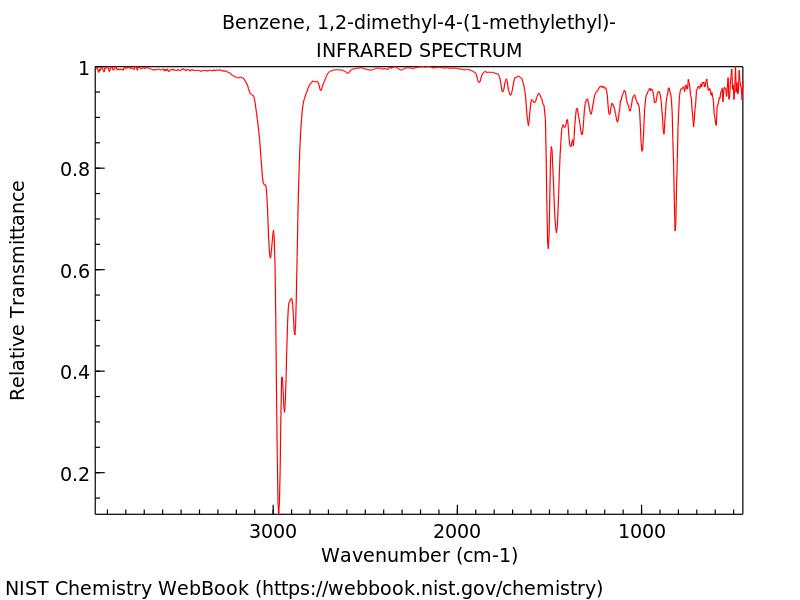 Benzene, 1,2-dimethyl-4-(1-methylethyl)-
INFRARED SPECTRUM
1
0.8
0.6
0.4
0.2
Relative Transmittance
3000 2000 1000
Wavenumber (cm-1)
NIST Chemistry WebBook (https://webbook.nist.gov/chemistry)